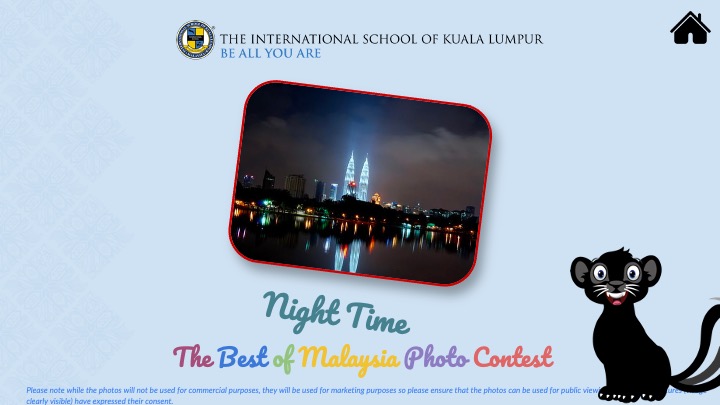 THE INTERNATIONAL SCHOOL OF KUALA LUMPUR
BE ALL YOU ARE
Night Time
The Best of Malaysia Photo Contest
Please note while the photos will not be used for commercial purposes, they will be used for marketing purposes so please ensure that the photos can be used for public
clearly visible) have expressed their consent.